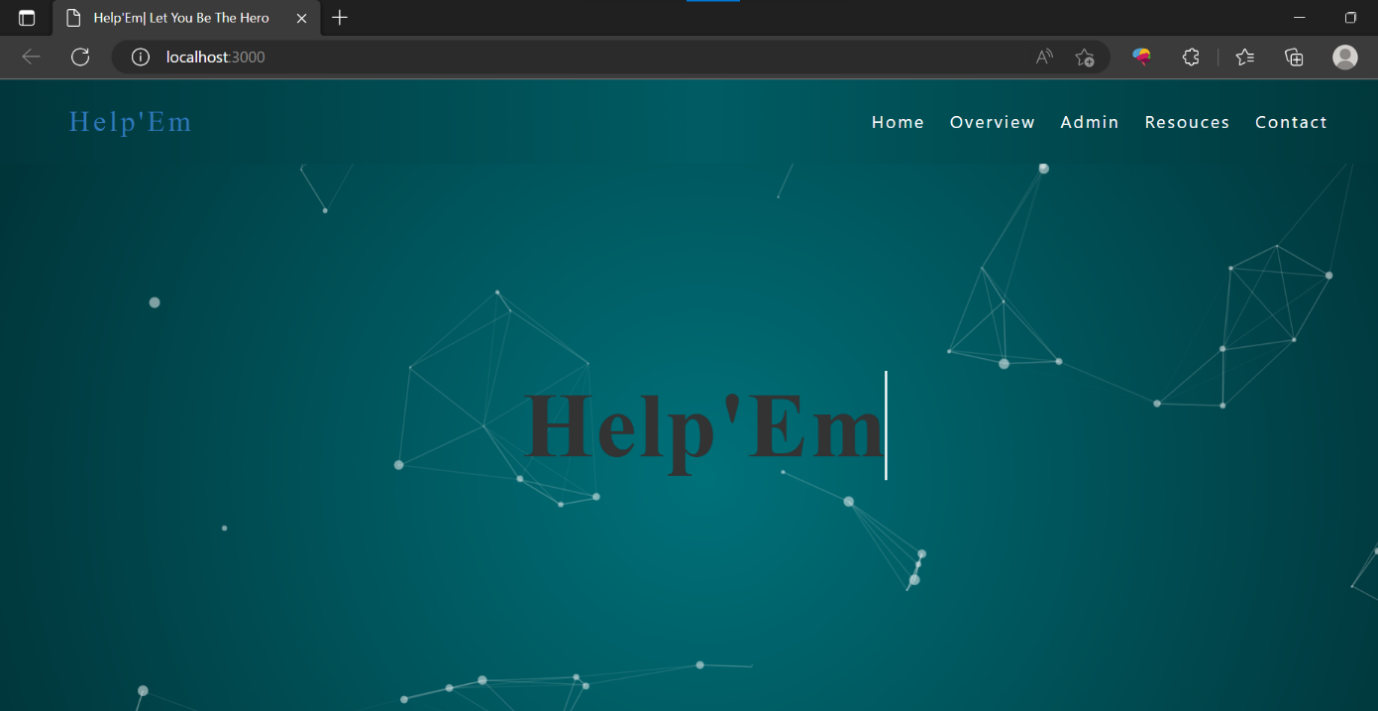 Help'Em| Let You Be The Hero
localhost:3000
Help'Em
Home Overview Admin Resouces Contact
Help'Em